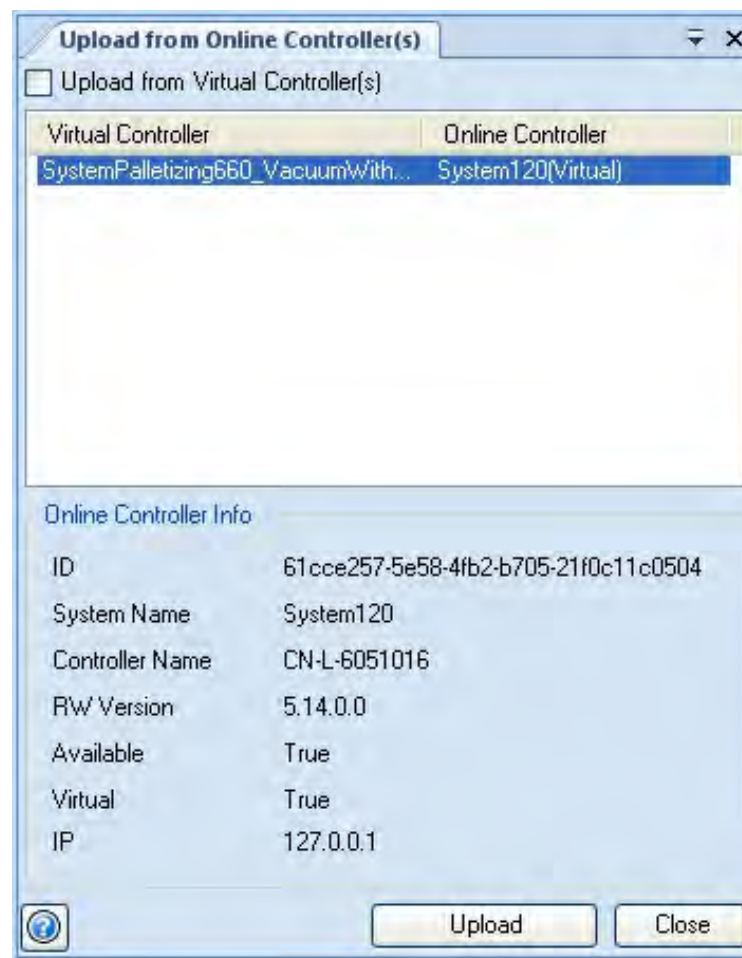 Upload from Online Controller(s)
Upload from Virtual Controller(s)
Virtual Controller Online Controller
SystemPalletizing660_VacuumWith... System120(Virtual)
Online Controller Info
ID 61cce257-5e58-4fb2-b705-21f0c11c0504
System Name System120
Controller Name CN-L-6051016
RW Version 5.14.0.0
Available True
Virtual True
IP 127.0.0.1
Upload Close